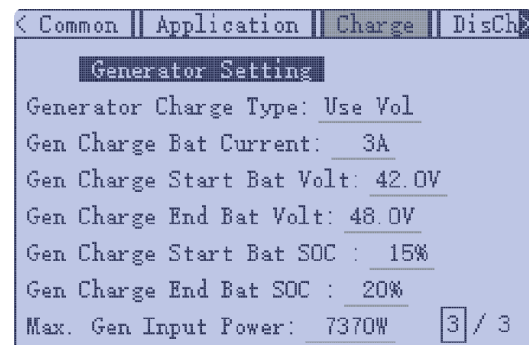 < Common Application Charge DisCh
Generator Setting
Generator Charge Type: Use Vol
Gen Charge Bat Current: 3A
Gen Charge Start Bat Volt: 42.0V
Gen Charge End Bat Volt: 48.0V
Gen Charge Start Bat SOC : 15%
Gen Charge End Bat SOC : 20%
Max. Gen Input Power: 7370W 3 / 3